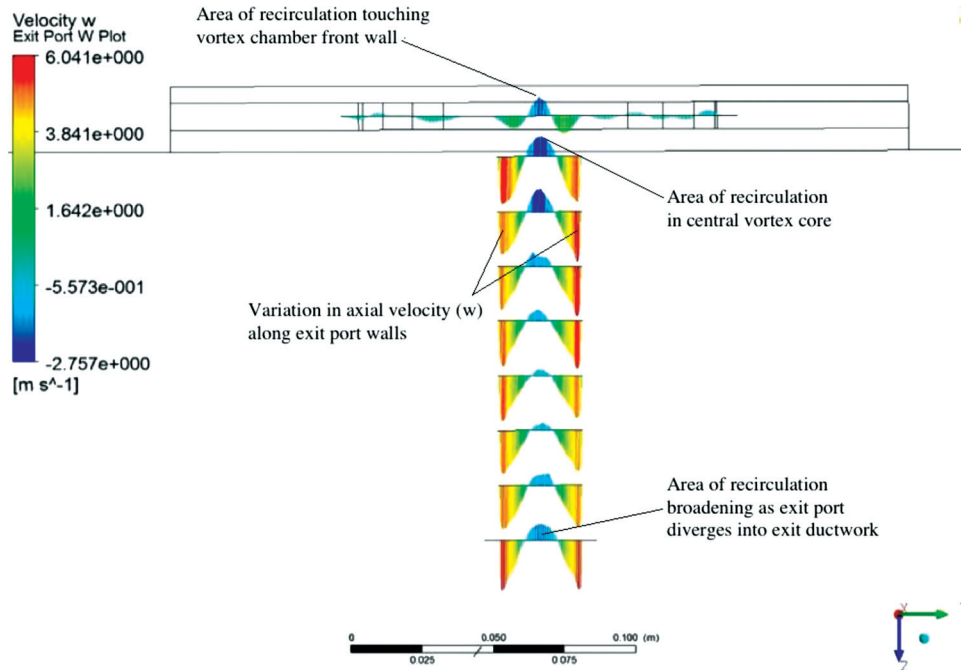 Velocity w
Exit Port W Plot
6.041e+000
3.841e+000
1.642e+000
-5.573e-001
-2.757e+000
[m s^-1]
Area of recirculation touching
vortex chamber front wall
Area of recirculation
in central vortex core
Variation in axial velocity (w)
along exit port walls
Area of recirculation
broadening as exit port
diverges into exit ductwork
0
0.050
0.100 (m)
0.025
0.075
Y
Z